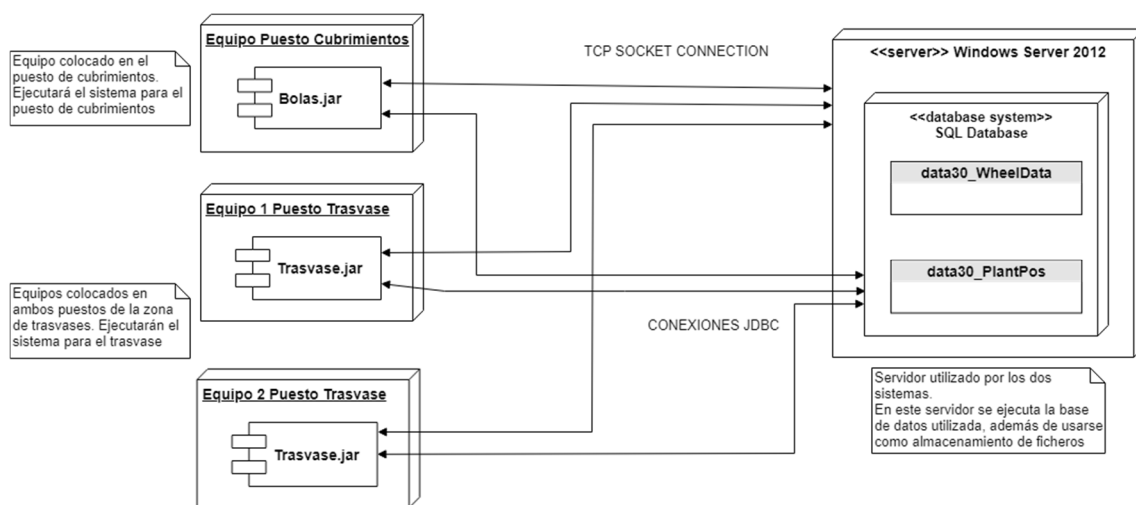 Equipo Puesto Cubrimientos
Equipo colocado en el
puesto de cubrimientos.
Ejecutará el sistema para el
puesto de cubrimientos
Bolas.jar
TCP SOCKET CONNECTION
<<server>> Windows Server 2012
<<database system>>
SQL Database
data30_WheelData
data30_PlantPos
Equipo 1 Puesto Trasvase
Trasvase.jar
Equipos colocados en
ambos puestos de la zona
de trasvases. Ejecutarán el
sistema para el trasvase
CONEXIONES JDBC
Equipo 2 Puesto Trasvase
Trasvase.jar
Servidor utilizado por los dos
sistemas.
En este servidor se ejecuta la base
de datos utilizada, además de usarse
como almacenamiento de ficheros